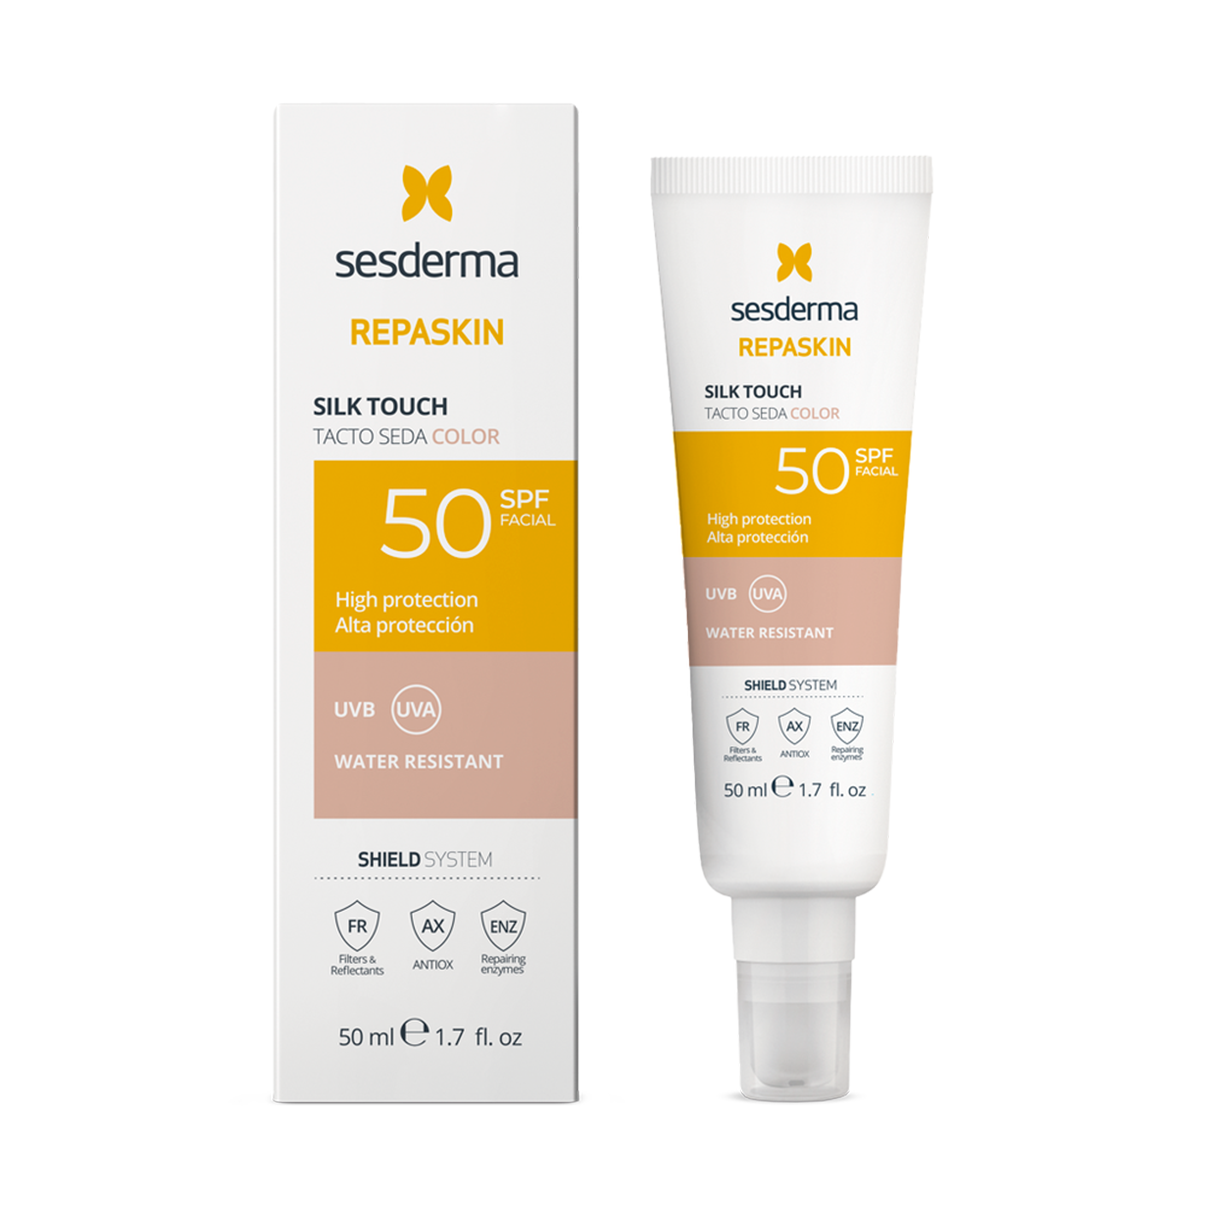 sesderma
REPASKIN
SILK TOUCH
TACTO SEDA COLOR
50 SPF
FACIAL
High protection
Alta protección
UVB UVA
WATER RESISTANT
SHIELD SYSTEM
FR AX ENZ
Filters & Reflectants ANTIOX Repairing enzymes
50 ml ℮ 1.7 fl. oz
sesderma
REPASKIN
SILK TOUCH
TACTO SEDA COLOR
50 SPF
FACIAL
High protection
Alta protección
UVB UVA
WATER RESISTANT
SHIELD SYSTEM
FR AX ENZ
Filters & Reflectants ANTIOX Repairing enzymes
50 ml ℮ 1.7 fl. oz